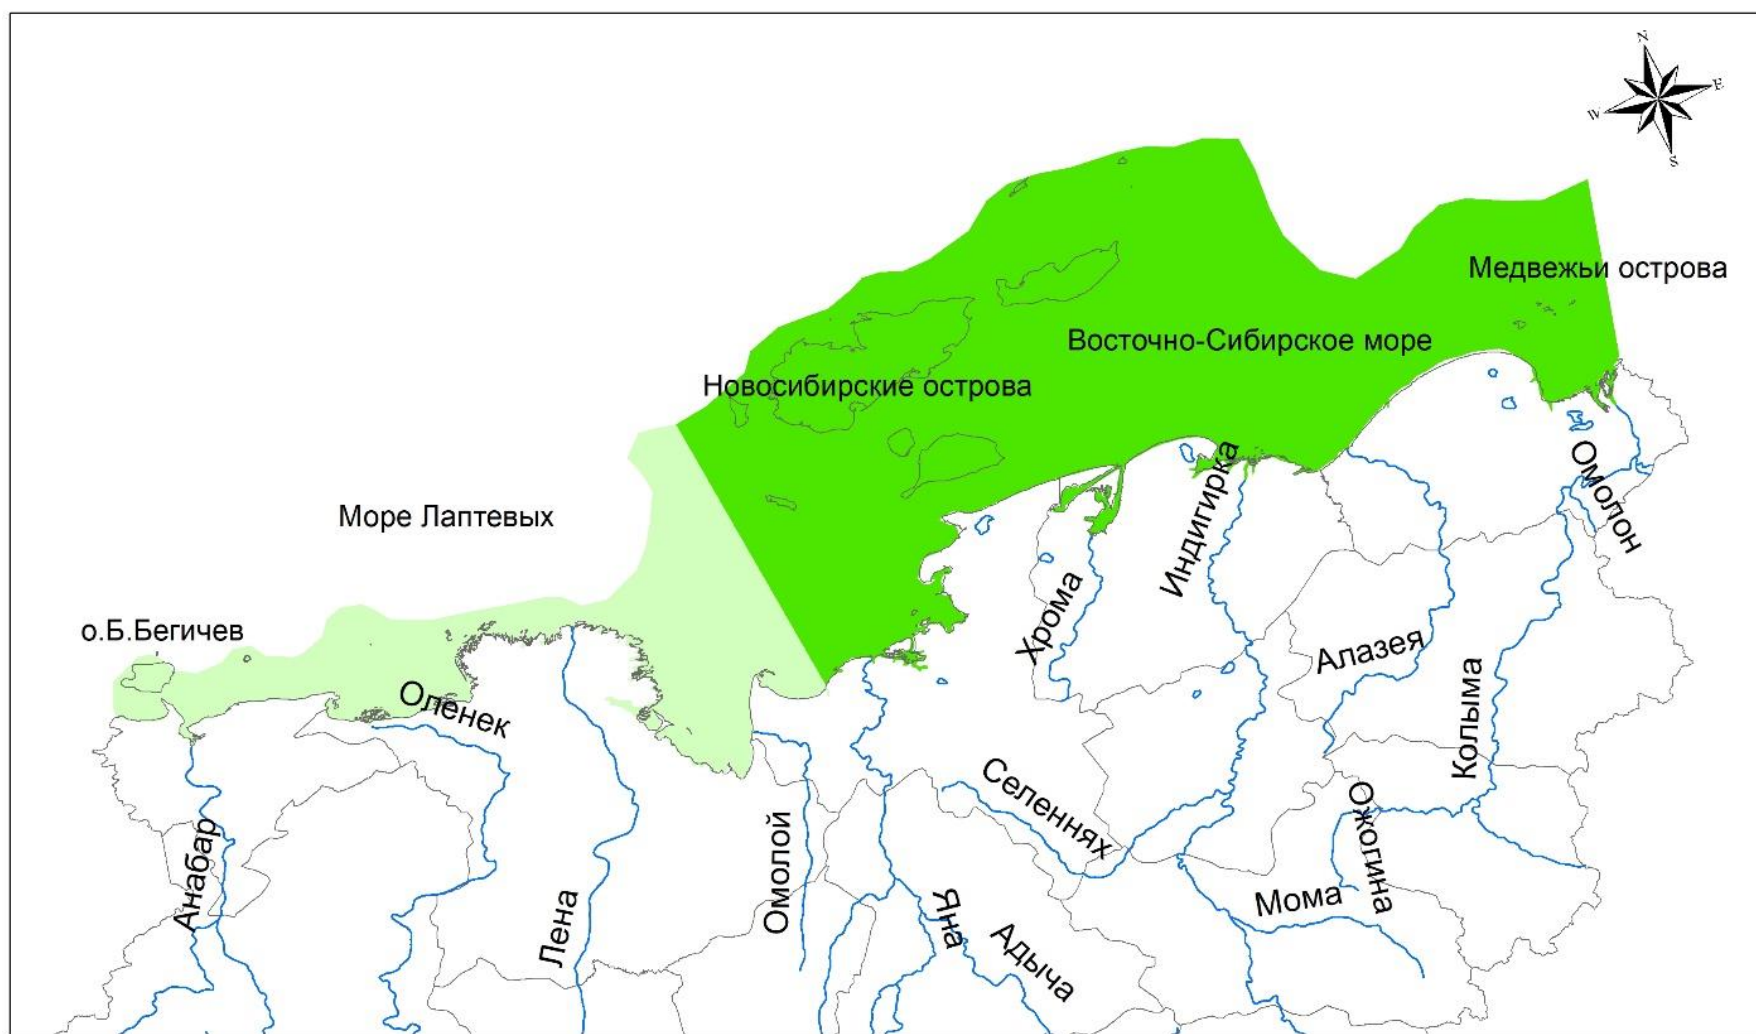 N
E
W
S
Медвежьи острова
Восточно-Сибирское море
Новосибирские острова
Море Лаптевых
о.Б.Бегичев
Омолон
Индигирка
Хрома
Алазея
Колыма
Оленек
Селеннях
Ожогина
Мома
Омолой
Анабар
Лена
Яна
Адыча